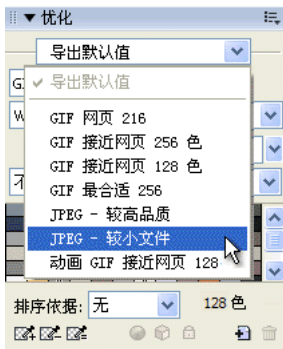 优化
导出默认值
导出默认值
GIF 网页 216
GIF 接近网页 256 色
GIF 接近网页 128 色
GIF 最合适 256
JPEG - 较高品质
JPEG - 较小文件
动画 GIF 接近网页 128
排序依据: 无 128 色